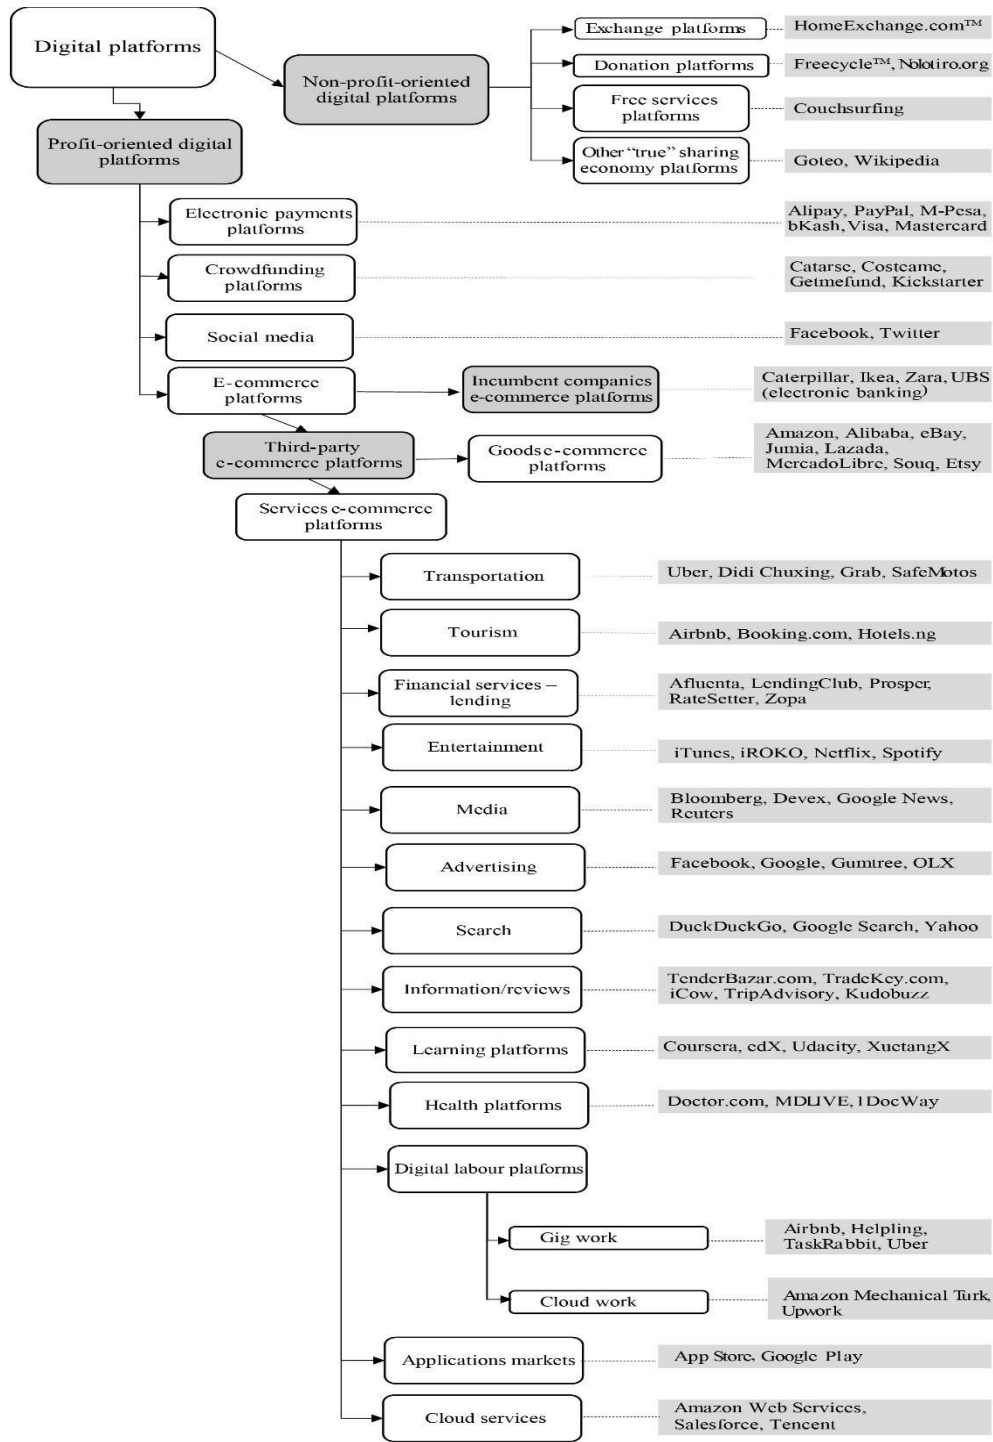 Digital platforms
Non-profit-oriented
digital platforms
Exchange platforms
HomeExchange.com™
Donation platforms
Freecycle™, Nolotiro.org
Free services
platforms
Couchsurfing
Other “true” sharing
economy platforms
Goteo, Wikipedia
Profit-oriented digital
platforms
Electronic payments
platforms
Alipay, PayPal, M-Pesa,
bKash, Visa, Mastercard
Crowdfunding
platforms
Catarse, Costeame,
Getmefund, Kickstarter
Social media
Facebook, Twitter
E-commerce
platforms
Incumbent companies
e-commerce platforms
Caterpillar, Ikea, Zara, UBS
(electronic banking)
Third-party
e-commerce platforms
Goods e-commerce
platforms
Amazon, Alibaba, eBay,
Jumia, Lazada,
MercadoLibre, Souq, Etsy
Services e-commerce
platforms
Transportation
Uber, Didi Chuxing, Grab, SafeMotos
Tourism
Airbnb, Booking.com, Hotels.ng
Financial services –
lending
Afluenta, LendingClub, Prosper,
RateSetter, Zopa
Entertainment
iTunes, iROKO, Netflix, Spotify
Media
Bloomberg, Devex, Google News,
Reuters
Advertising
Facebook, Google, Gumtree, OLX
Search
DuckDuckGo, Google Search, Yahoo
Information/reviews
TenderBazar.com, TradeKey.com,
iCow, TripAdvisory, Kudobuzz
Learning platforms
Coursera, edX, Udacity, XuetangX
Health platforms
Doctor.com, MDLIVE, 1DocWay
Digital labour platforms
Gig work
Airbnb, Helpling,
TaskRabbit, Uber
Cloud work
Amazon Mechanical Turk,
Upwork
Applications markets
App Store, Google Play
Cloud services
Amazon Web Services,
Salesforce, Tencent